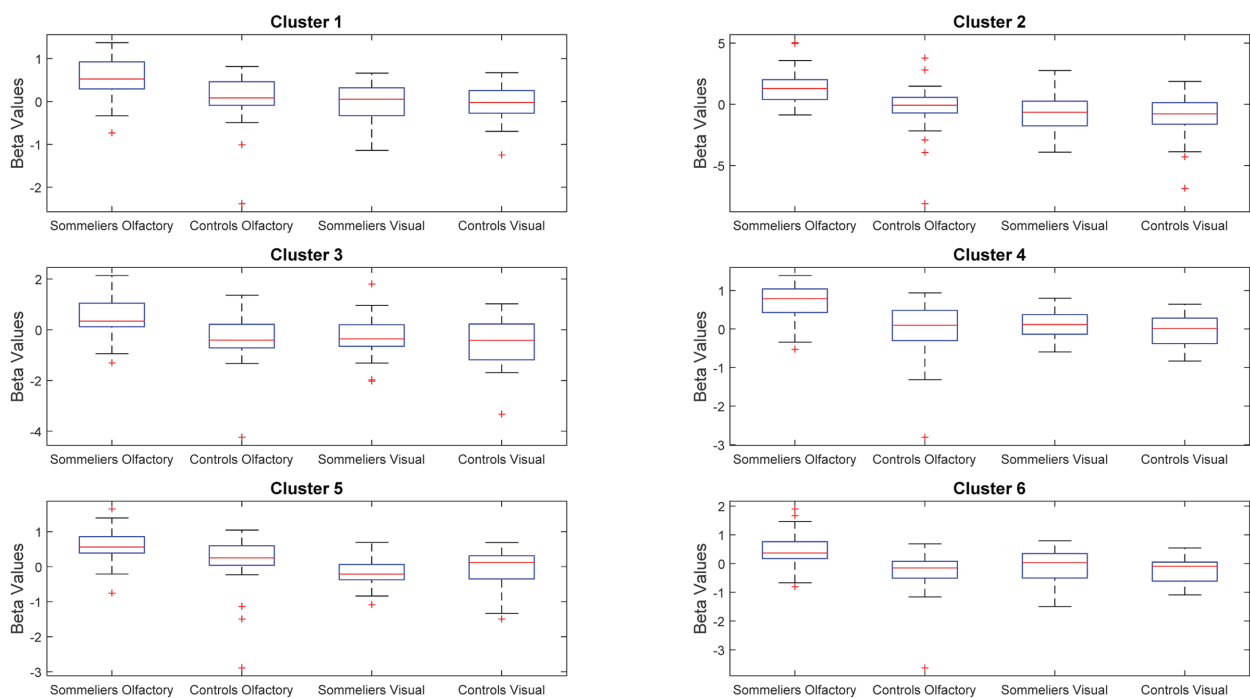 Cluster 1
Beta Values
1
0
-1
-2
Sommeliers Olfactory Controls Olfactory Sommeliers Visual Controls Visual
Cluster 2
Beta Values
5
0
-5
Sommeliers Olfactory Controls Olfactory Sommeliers Visual Controls Visual
Cluster 3
Beta Values
2
0
-2
-4
Sommeliers Olfactory Controls Olfactory Sommeliers Visual Controls Visual
Cluster 4
Beta Values
1
0
-1
-2
-3
Sommeliers Olfactory Controls Olfactory Sommeliers Visual Controls Visual
Cluster 5
Beta Values
1
0
-1
-2
-3
Sommeliers Olfactory Controls Olfactory Sommeliers Visual Controls Visual
Cluster 6
Beta Values
2
1
0
-1
-2
-3
Sommeliers Olfactory Controls Olfactory Sommeliers Visual Controls Visual